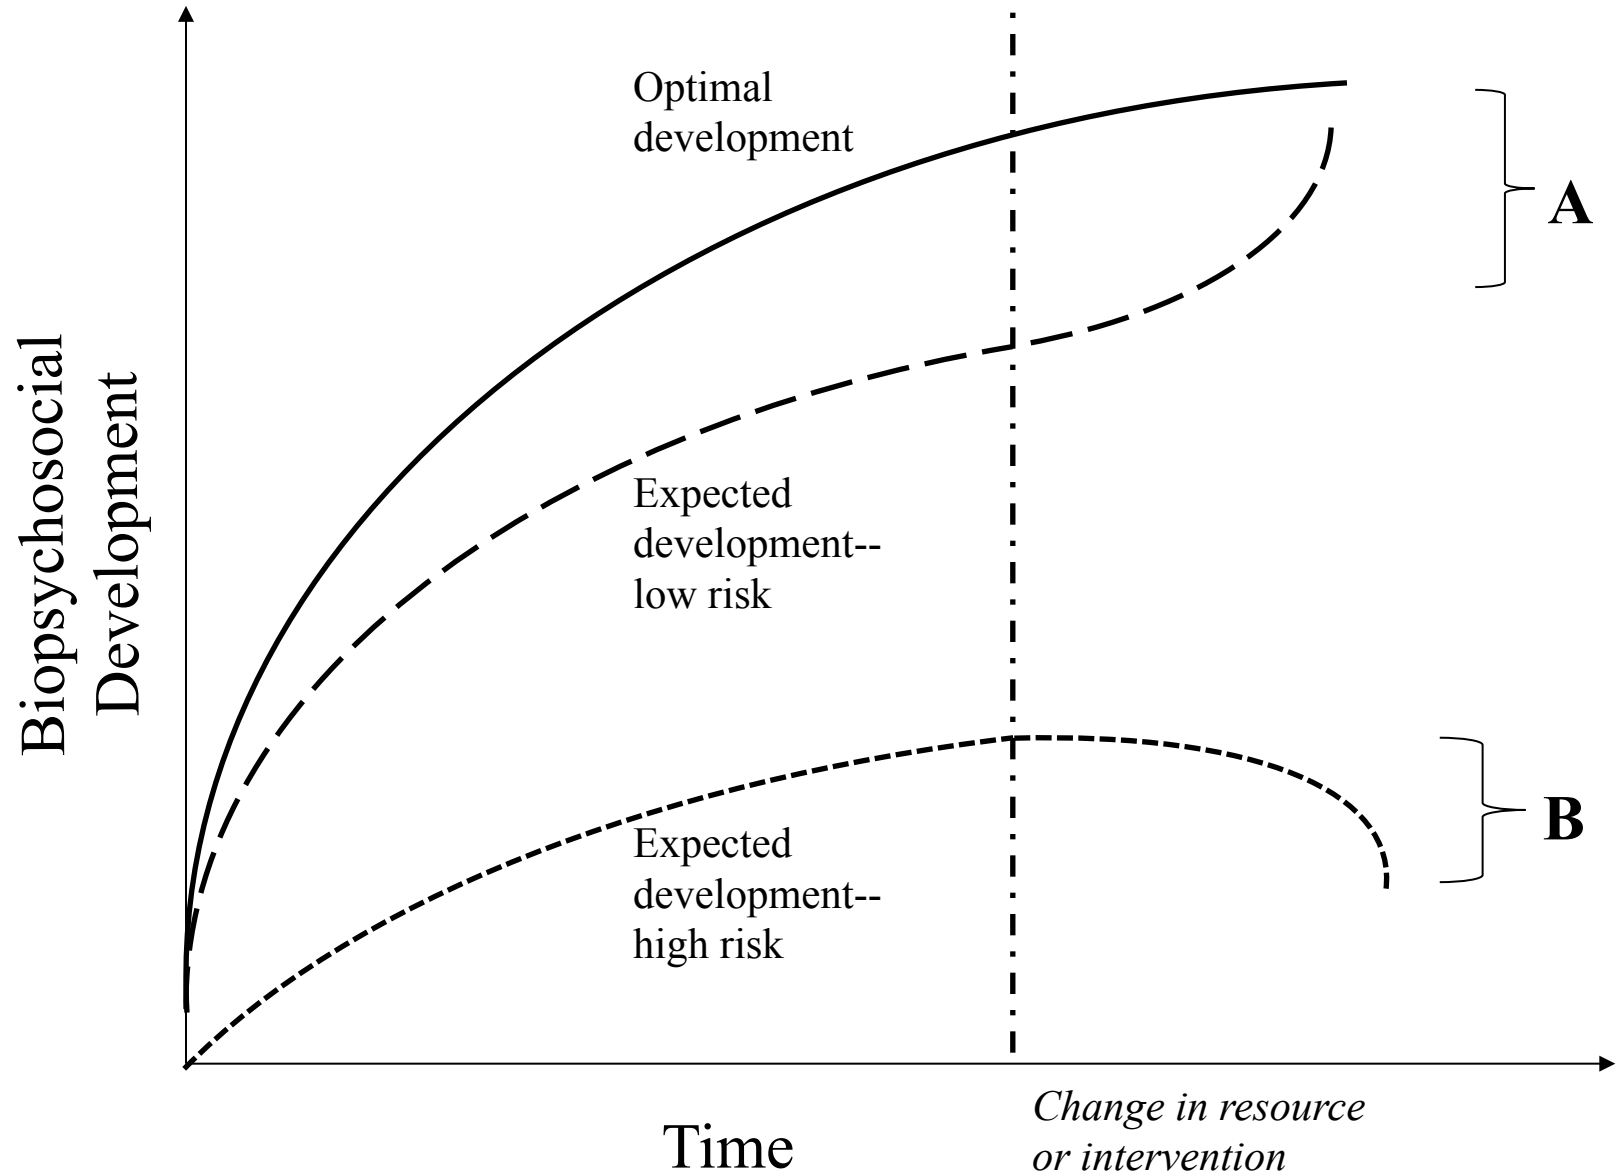 Optimal
development
A
Biopsychosocial
Development
Expected
development--
low risk
B
Expected
development--
high risk
Change in resource
or intervention
Time